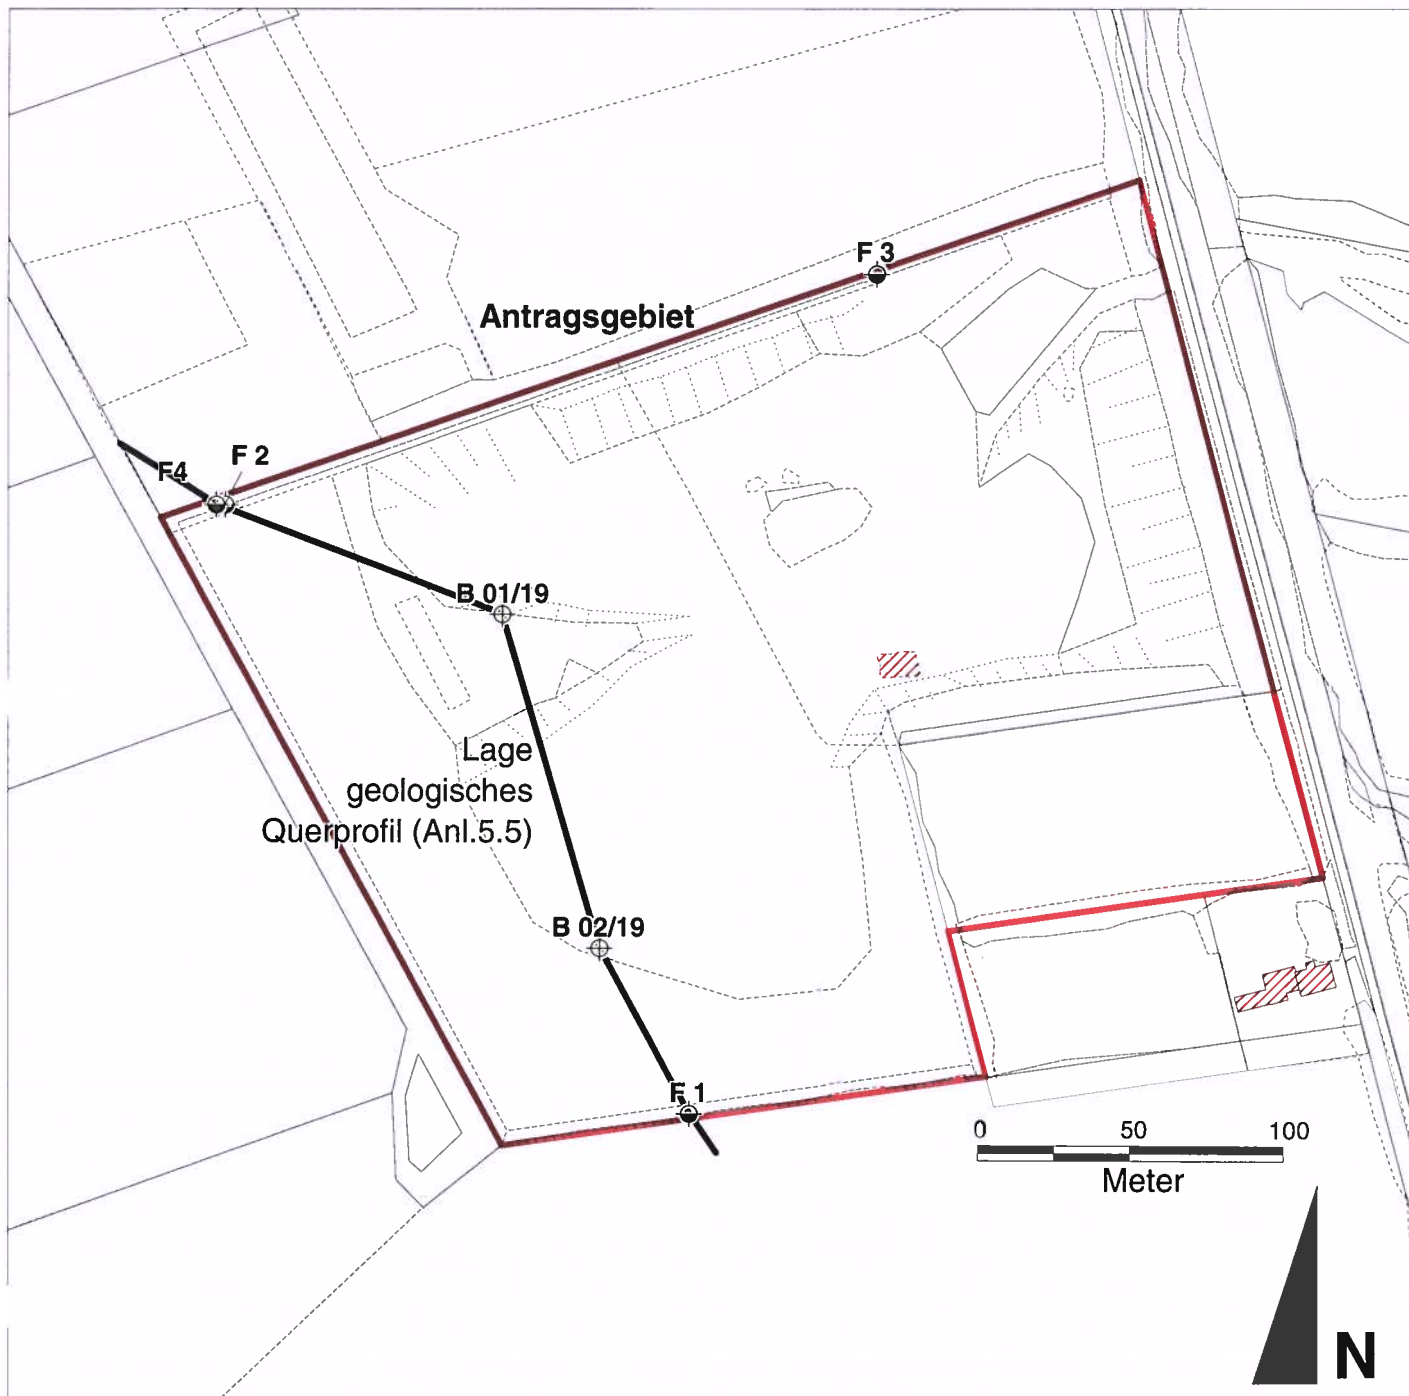 F 3
Antragsgebiet
F 2
F4
B 01/19
Lage
geologisches
Querprofil (Anl.5.5)
B 02/19
F 1
0 50 100
Meter
N